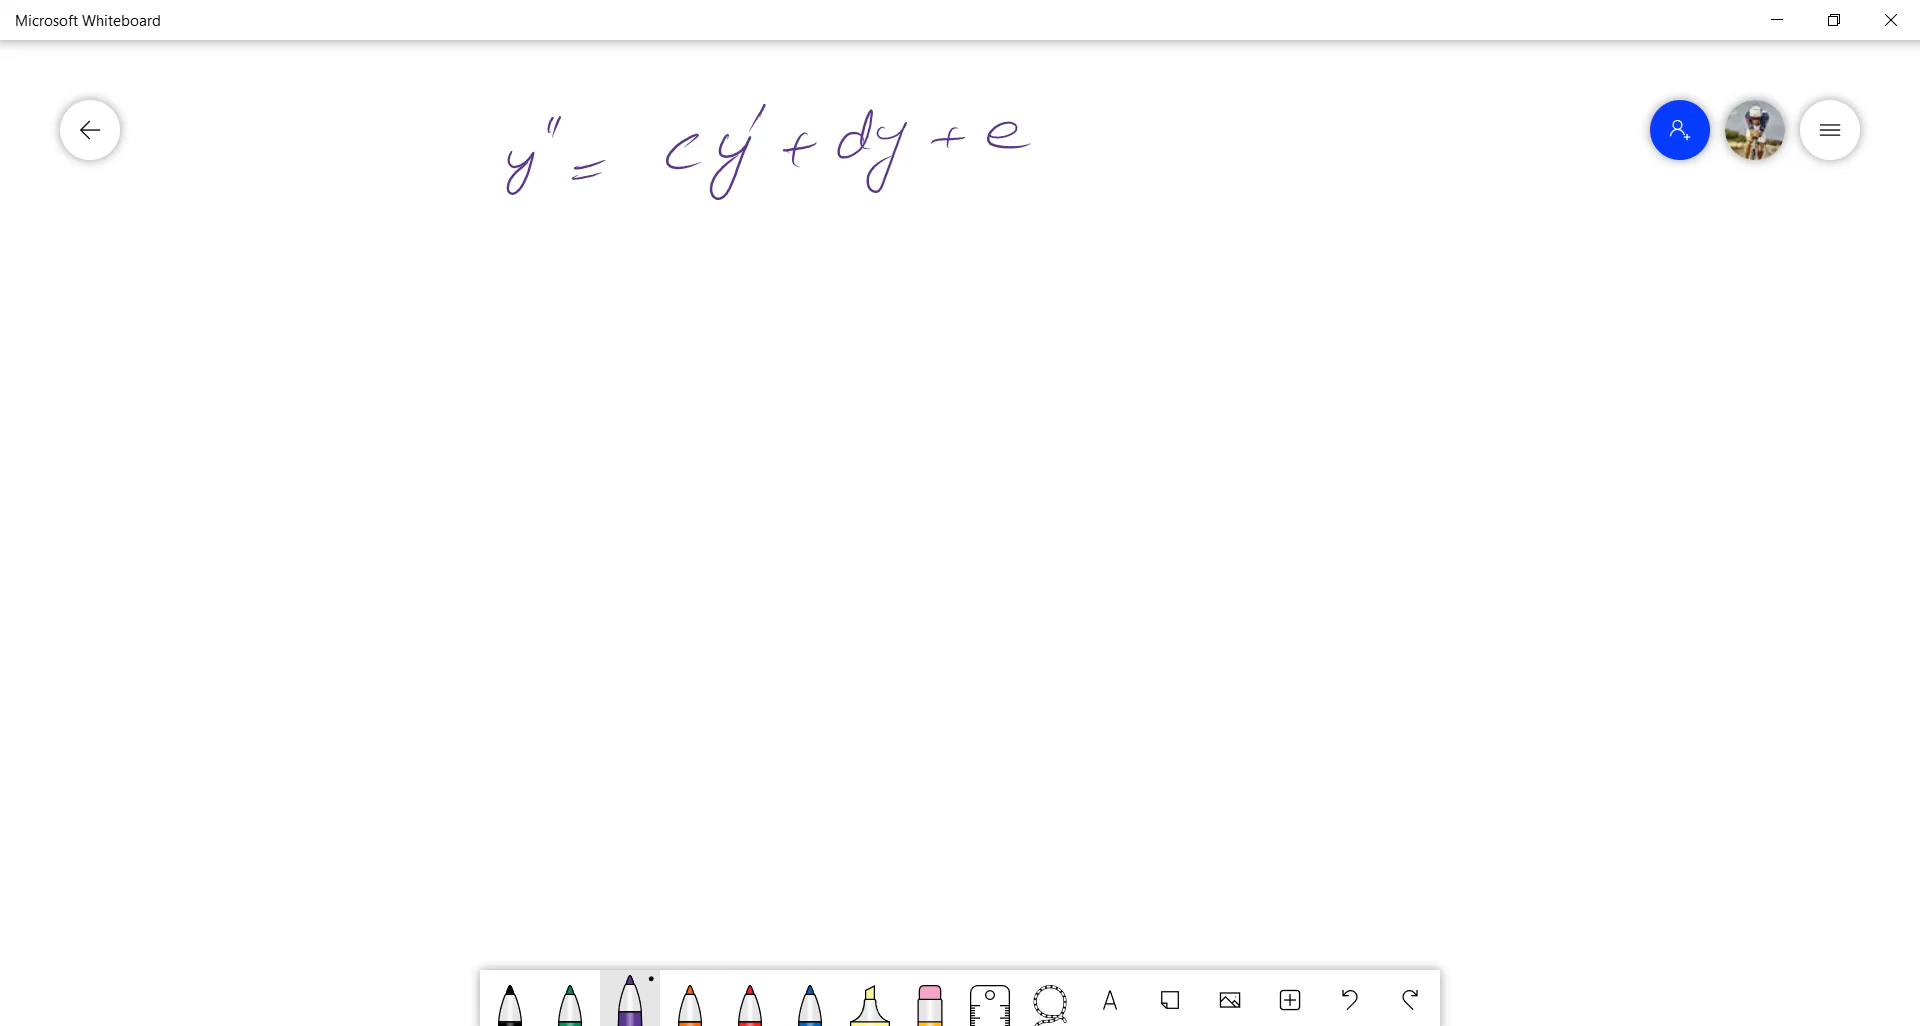 Microsoft Whiteboard
y'' = cy' + dy + e
A